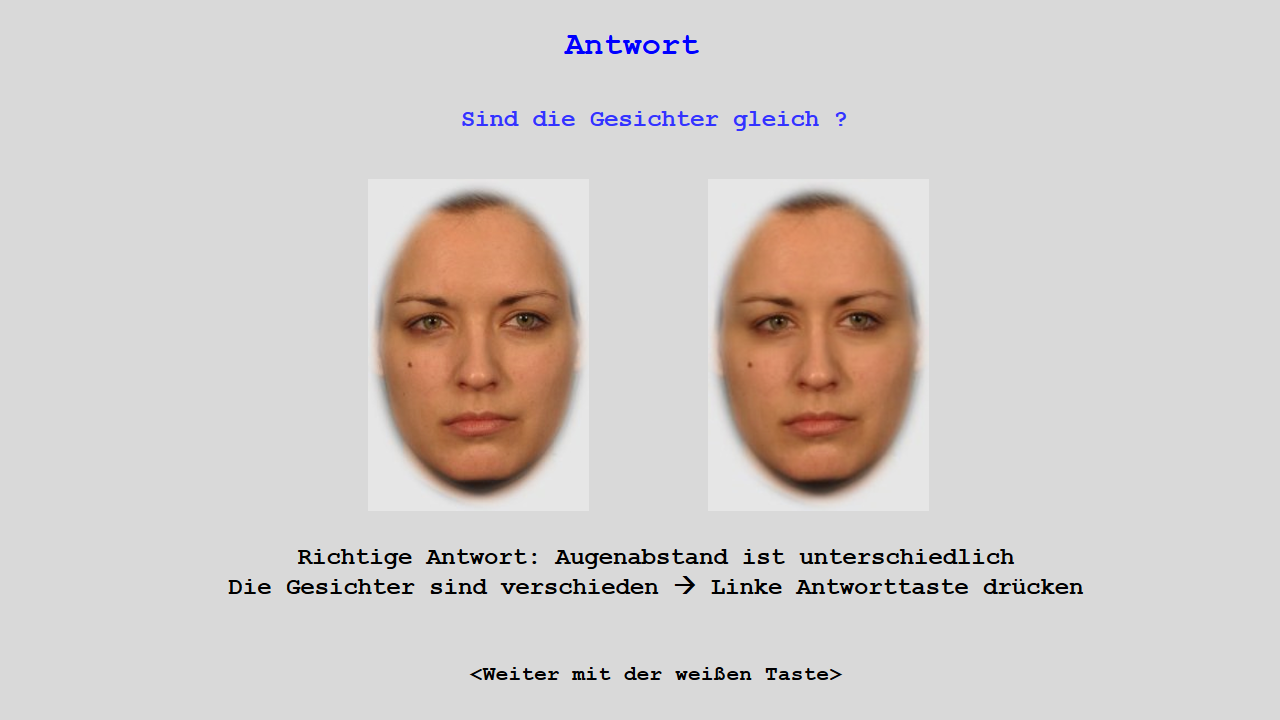 Antwort
Sind die Gesichter gleich ?
Richtige Antwort: Augenabstand ist unterschiedlich
Die Gesichter sind verschieden → Linke Antworttaste drücken
<Weiter mit der weißen Taste>